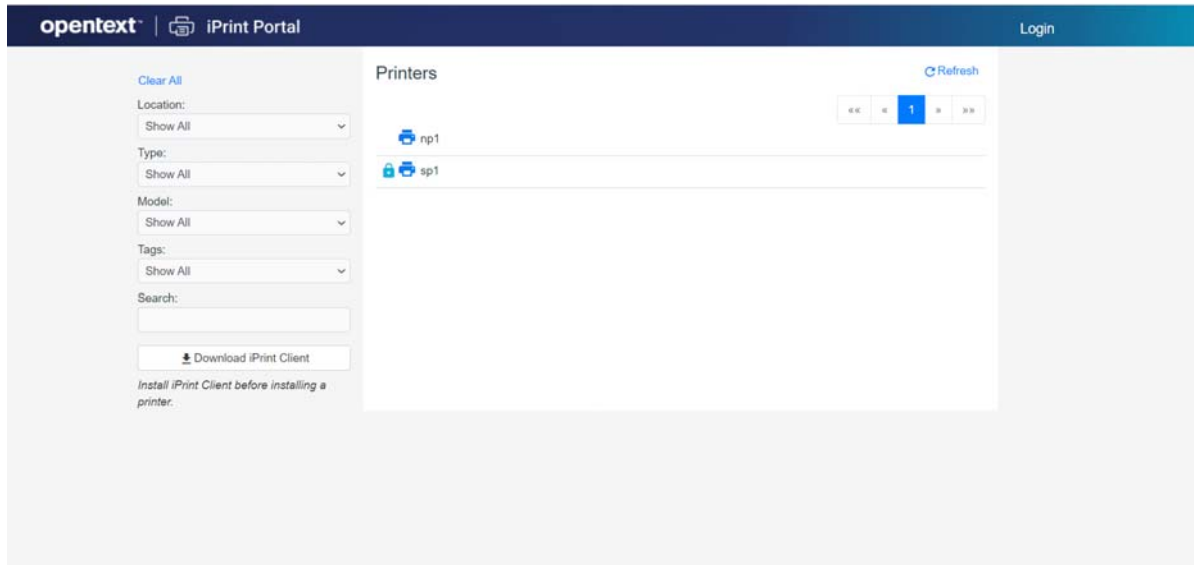 opentext™ | iPrint Portal
Login
Clear All
Location:
Show All
Type:
Show All
Model:
Show All
Tags:
Show All
Search:
Download iPrint Client
Install iPrint Client before installing a
printer.
Printers
Refresh
«« « 1 » »»
np1
sp1